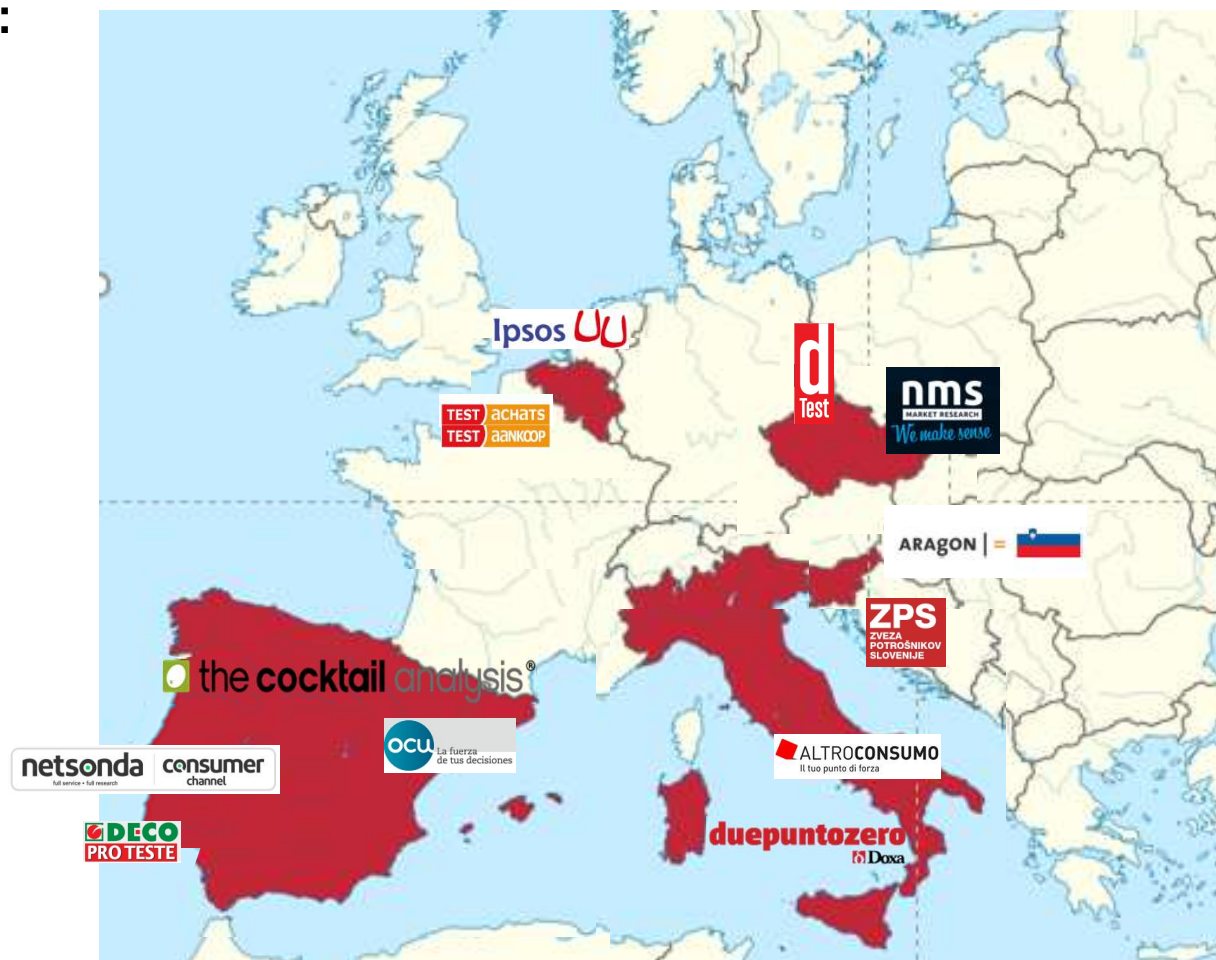 :
Ipsos
TEST achats
TEST aankoop
d
Test
nms
MARKET RESEARCH
We make sense
ARAGON | =
ZPS
ZVEZA
POTROŠNIKOV
SLOVENIJE
the cocktail analysis®
ocu La fuerza
de tus decisiones
netsonda consumer
full service • full research channel
DECO
PRO TESTE
ALTROCONSUMO
Il tuo punto di forza
duepuntozero
Doxa